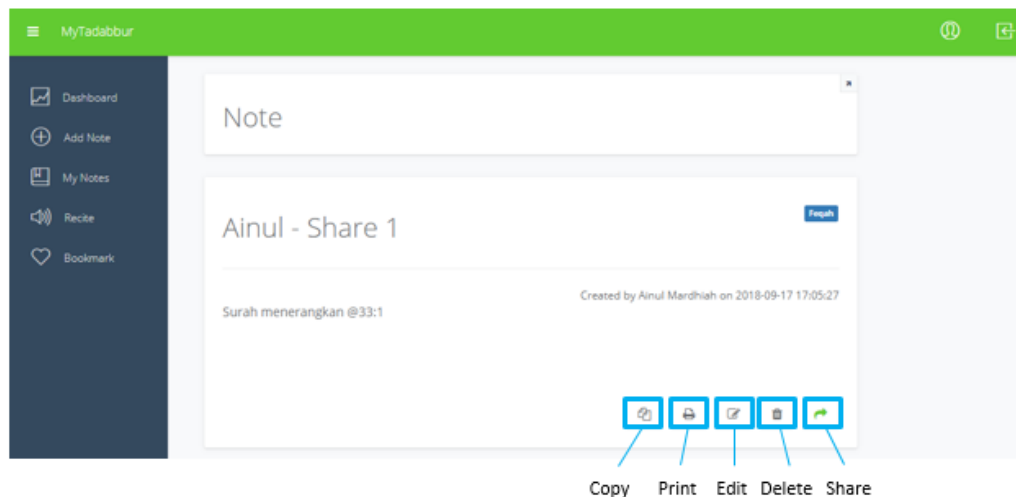 MyTadabbur
Dashboard
Add Note
My Notes
Recite
Bookmark
Note
Ainul - Share 1
Feqah
Created by Ainul Mardhiah on 2018-09-17 17:05:27
Surah menerangkan @33:1
Copy Print Edit Delete Share